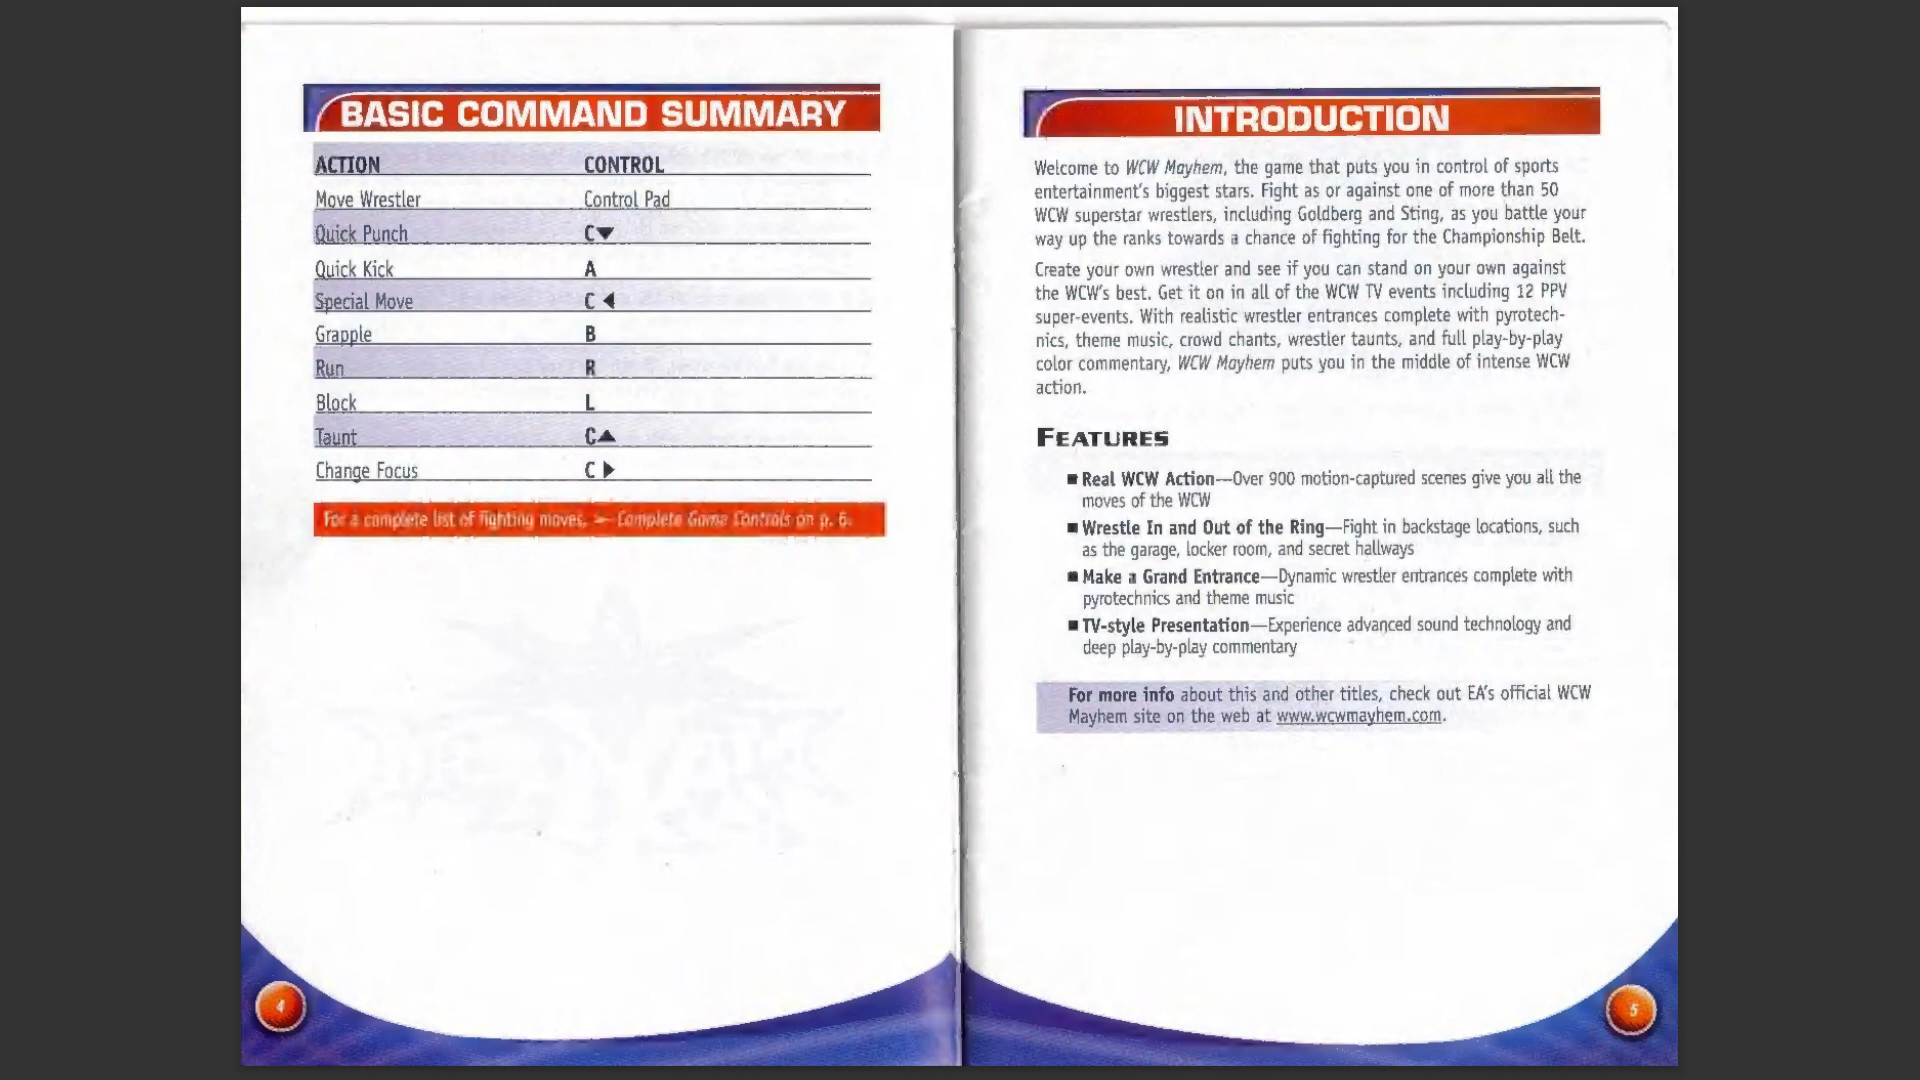 BASIC COMMAND SUMMARY
ACTION CONTROL
Move Wrestler Control Pad
Quick Punch C▼
Quick Kick A
Special Move C ◀
Grapple B
Run R
Block L
Taunt C▲
Change Focus C ▶
For a complete list of fighting moves, ➢ Complete Game Controls on p. 6.
4
INTRODUCTION
Welcome to WCW Mayhem, the game that puts you in control of sports
entertainment's biggest stars. Fight as or against one of more than 50
WCW superstar wrestlers, including Goldberg and Sting, as you battle your
way up the ranks towards a chance of fighting for the Championship Belt.
Create your own wrestler and see if you can stand on your own against
the WCW's best. Get it on in all of the WCW TV events including 12 PPV
super-events. With realistic wrestler entrances complete with pyrotech-
nics, theme music, crowd chants, wrestler taunts, and full play-by-play
color commentary, WCW Mayhem puts you in the middle of intense WCW
action.
FEATURES
■ Real WCW Action—Over 900 motion-captured scenes give you all the
moves of the WCW
■ Wrestle In and Out of the Ring—Fight in backstage locations, such
as the garage, locker room, and secret hallways
■ Make a Grand Entrance—Dynamic wrestler entrances complete with
pyrotechnics and theme music
■ TV-style Presentation—Experience advanced sound technology and
deep play-by-play commentary
For more info about this and other titles, check out EA's official WCW
Mayhem site on the web at www.wcwmayhem.com.
5